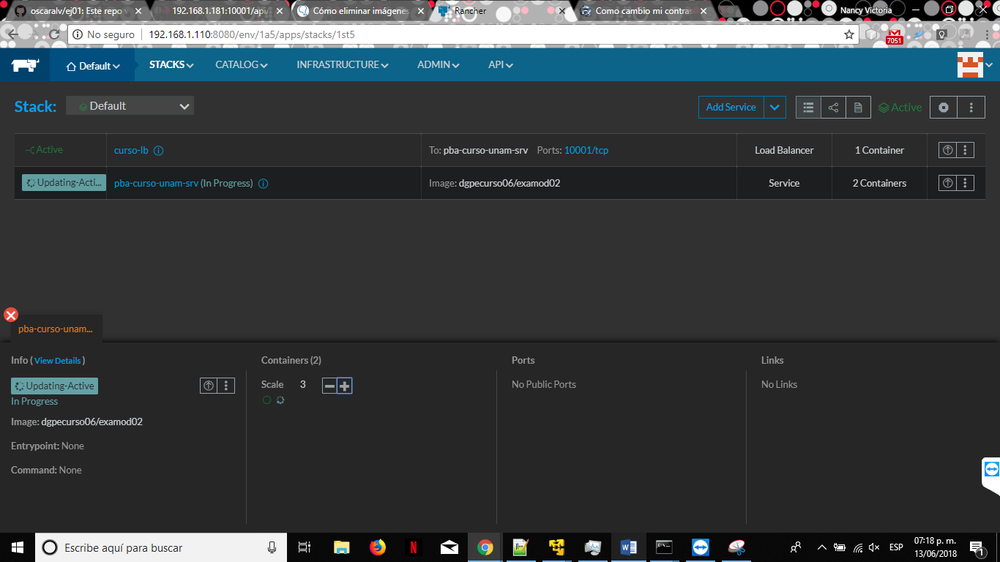 oscaralv/ej01: Este repo v
192.168.1.181:10001/api/
Cómo eliminar imágenes
Rancher
Como cambio mi contras
Nancy Victoria
No seguro
192.168.1.110:8080/env/1a5/apps/stacks/1st5
7051
Default
STACKS
CATALOG
INFRASTRUCTURE
ADMIN
API
Stack:
Default
Add Service
Active
Active
curso-lb
To: pba-curso-unam-srv Ports: 10001/tcp
Load Balancer
1 Container
Updating-Acti...
pba-curso-unam-srv (In Progress)
Image: dgpecurso06/examod02
Service
2 Containers
pba-curso-unam...
Info ( View Details )
Updating-Active
In Progress
Image: dgpecurso06/examod02
Entrypoint: None
Command: None
Containers (2)
Scale 3
Ports
No Public Ports
Links
No Links
Escribe aquí para buscar
ESP
07:18 p. m.
13/06/2018
1